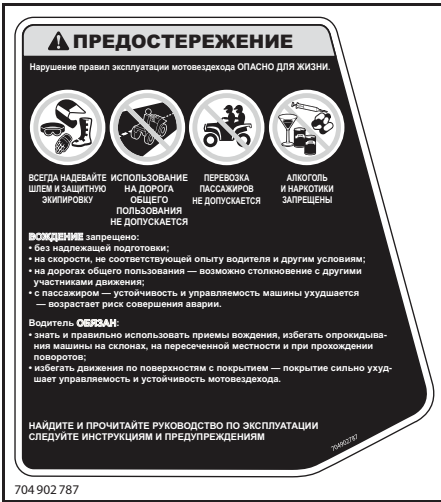 ПРЕДОСТЕРЕЖЕНИЕ
Нарушение правил эксплуатации мотовездехода ОПАСНО ДЛЯ ЖИЗНИ.
ВСЕГДА НАДЕВАЙТЕ
ШЛЕМ И ЗАЩИТНУЮ
ЭКИПИРОВКУ
ИСПОЛЬЗОВАНИЕ
НА ДОРОГА
ОБЩЕГО
ПОЛЬЗОВАНИЯ
НЕ ДОПУСКАЕТСЯ
ПЕРЕВОЗКА
ПАССАЖИРОВ
НЕ ДОПУСКАЕТСЯ
АЛКОГОЛЬ
И НАРКОТИКИ
ЗАПРЕЩЕНЫ
ВОЖДЕНИЕ запрещено:
• без надлежащей подготовки;
• на скорости, не соответствующей опыту водителя и другим условиям;
• на дорогах общего пользования — возможно столкновение с другими
участниками движения;
• с пассажиром — устойчивость и управляемость машины ухудшается
— возрастает риск совершения аварии.
Водитель ОБЯЗАН:
• знать и правильно использовать приемы вождения, избегать опрокидыва-
ния машины на склонах, на пересеченной местности и при прохождении
поворотов;
• избегать движения по поверхностям с покрытием — покрытие сильно ухуд-
шает управляемость и устойчивость мотовездехода.
НАЙДИТЕ И ПРОЧИТАЙТЕ РУКОВОДСТВО ПО ЭКСПЛУАТАЦИИ
СЛЕДУЙТЕ ИНСТРУКЦИЯМ И ПРЕДУПРЕЖДЕНИЯМ
704902787
704 902 787